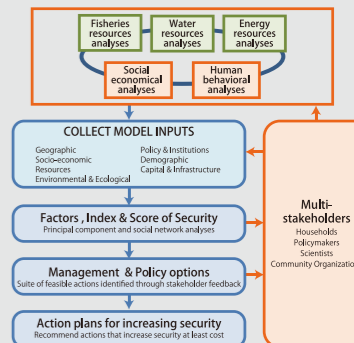 Fisheries resources analyses
Water resources analyses
Energy resources analyses
Social economical analyses
Human behavioral analyses
COLLECT MODEL INPUTS
Geographic
Socio-economic
Resources
Environmental & Ecological
Policy & Institutions
Demographic
Capital & Infrastructure
Factors , Index & Score of Security
Principal component and social network analyses
Management & Policy options
Suite of feasible actions identified through stakeholder feedback
Action plans for increasing security
Recommend actions that increase security at least cost
Multi-
stakeholders
Households
Policymakers
Scientists
Community